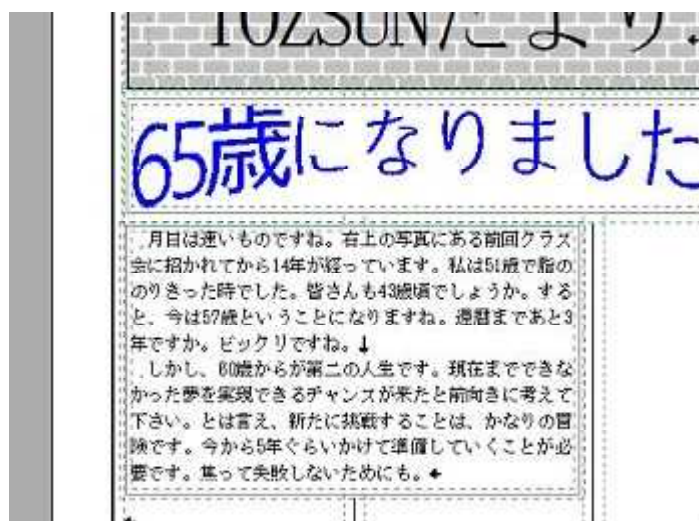 TOZSUNだより.
65歳になりました
月日は速いものですね。右上の写真にある前回クラス
会に招かれてから14年が経っています。私は51歳で脂の
のりきった時でした。皆さんも43歳頃でしょうか。する
と、今は57歳ということになりますね。還暦まであと3
年ですか。ビックリですね。↓
しかし、60歳からが第二の人生です。現在までできな
かった夢を実現できるチャンスが来たと前向きに考えて
下さい。とは言え、新たに挑戦することは、かなりの冒
険です。今から5年ぐらいかけて準備していくことが必
要です。焦って失敗しないためにも。←